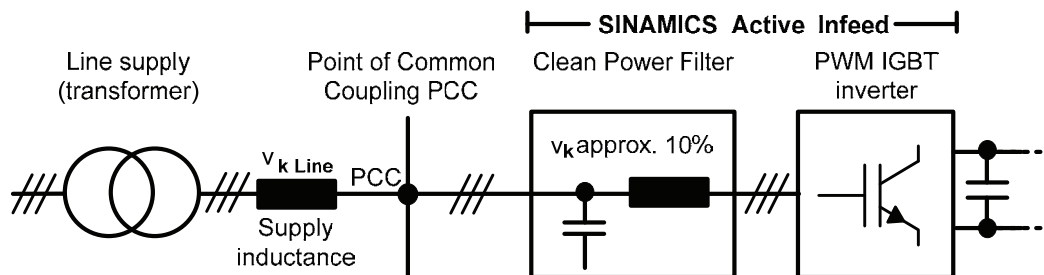 SINAMICS Active Infeed
Line supply
(transformer)
Point of Common
Coupling PCC
Clean Power Filter
PWM IGBT
inverter
vk Line
PCC
Supply
inductance
vk approx. 10%